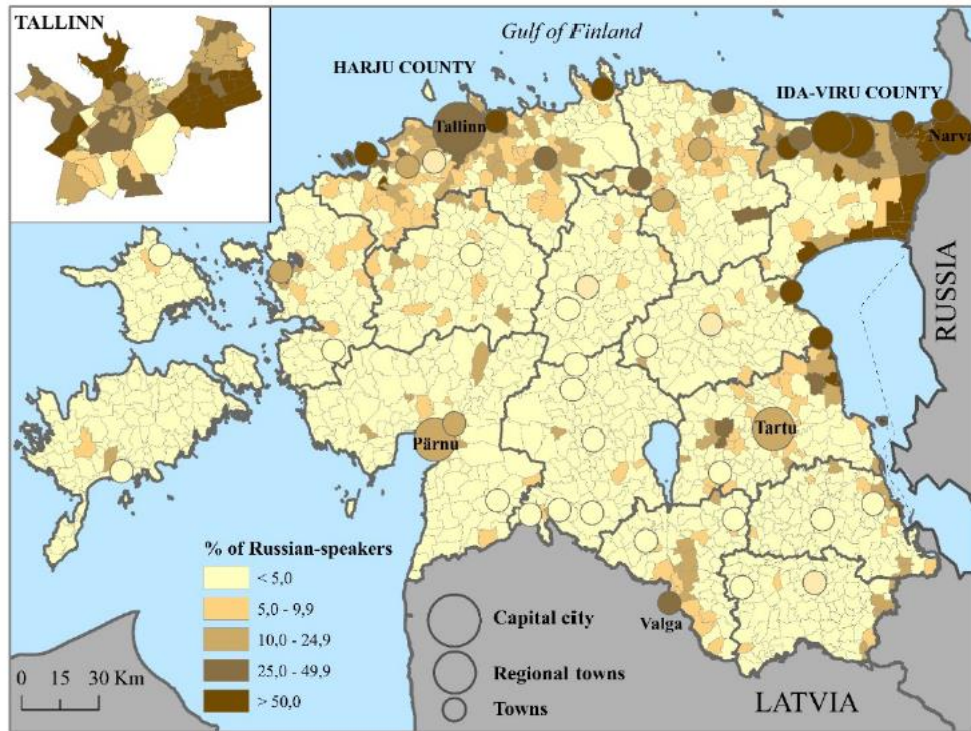 TALLINN
Gulf of Finland
HARJU COUNTY
IDA-VIRU COUNTY
Tallinn
Narva
RUSSIA
Pärnu
Tartu
% of Russian-speakers
< 5,0
5,0 - 9,9
10,0 - 24,9
25,0 - 49,9
> 50,0
Capital city
Regional towns
Towns
Valga
0 15 30 Km
LATVIA